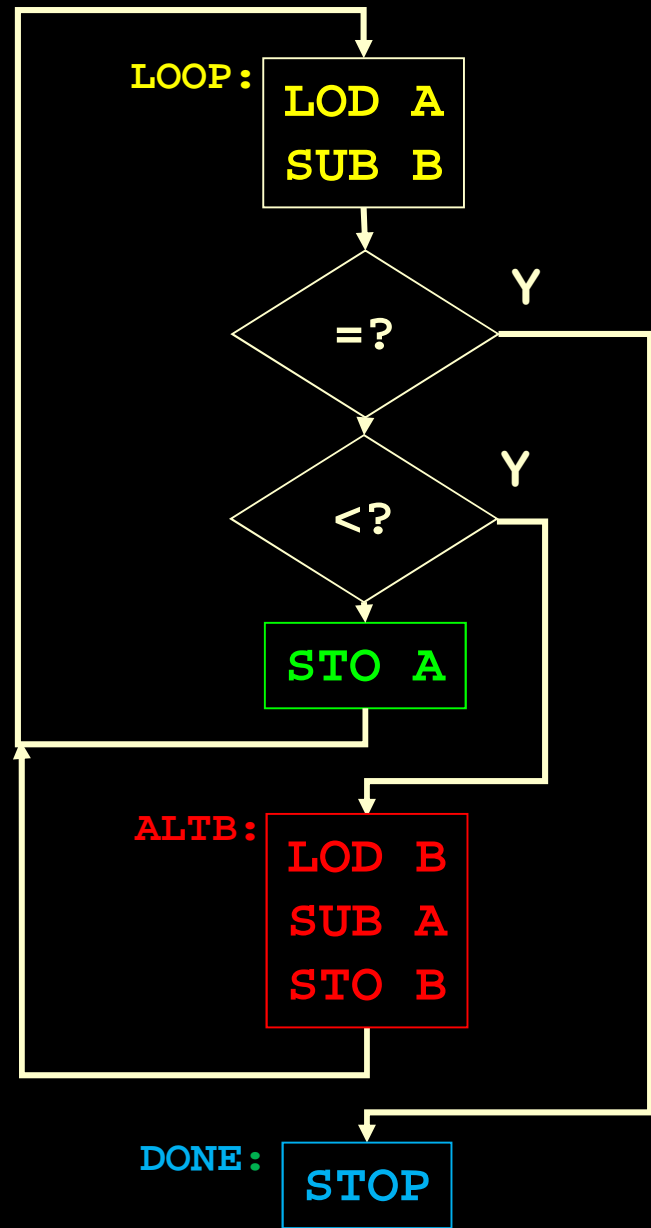 LOOP:
LOD A
SUB B
Y
=?
Y
<?
STO A
ALTB:
LOD B
SUB A
STO B
DONE:
STOP